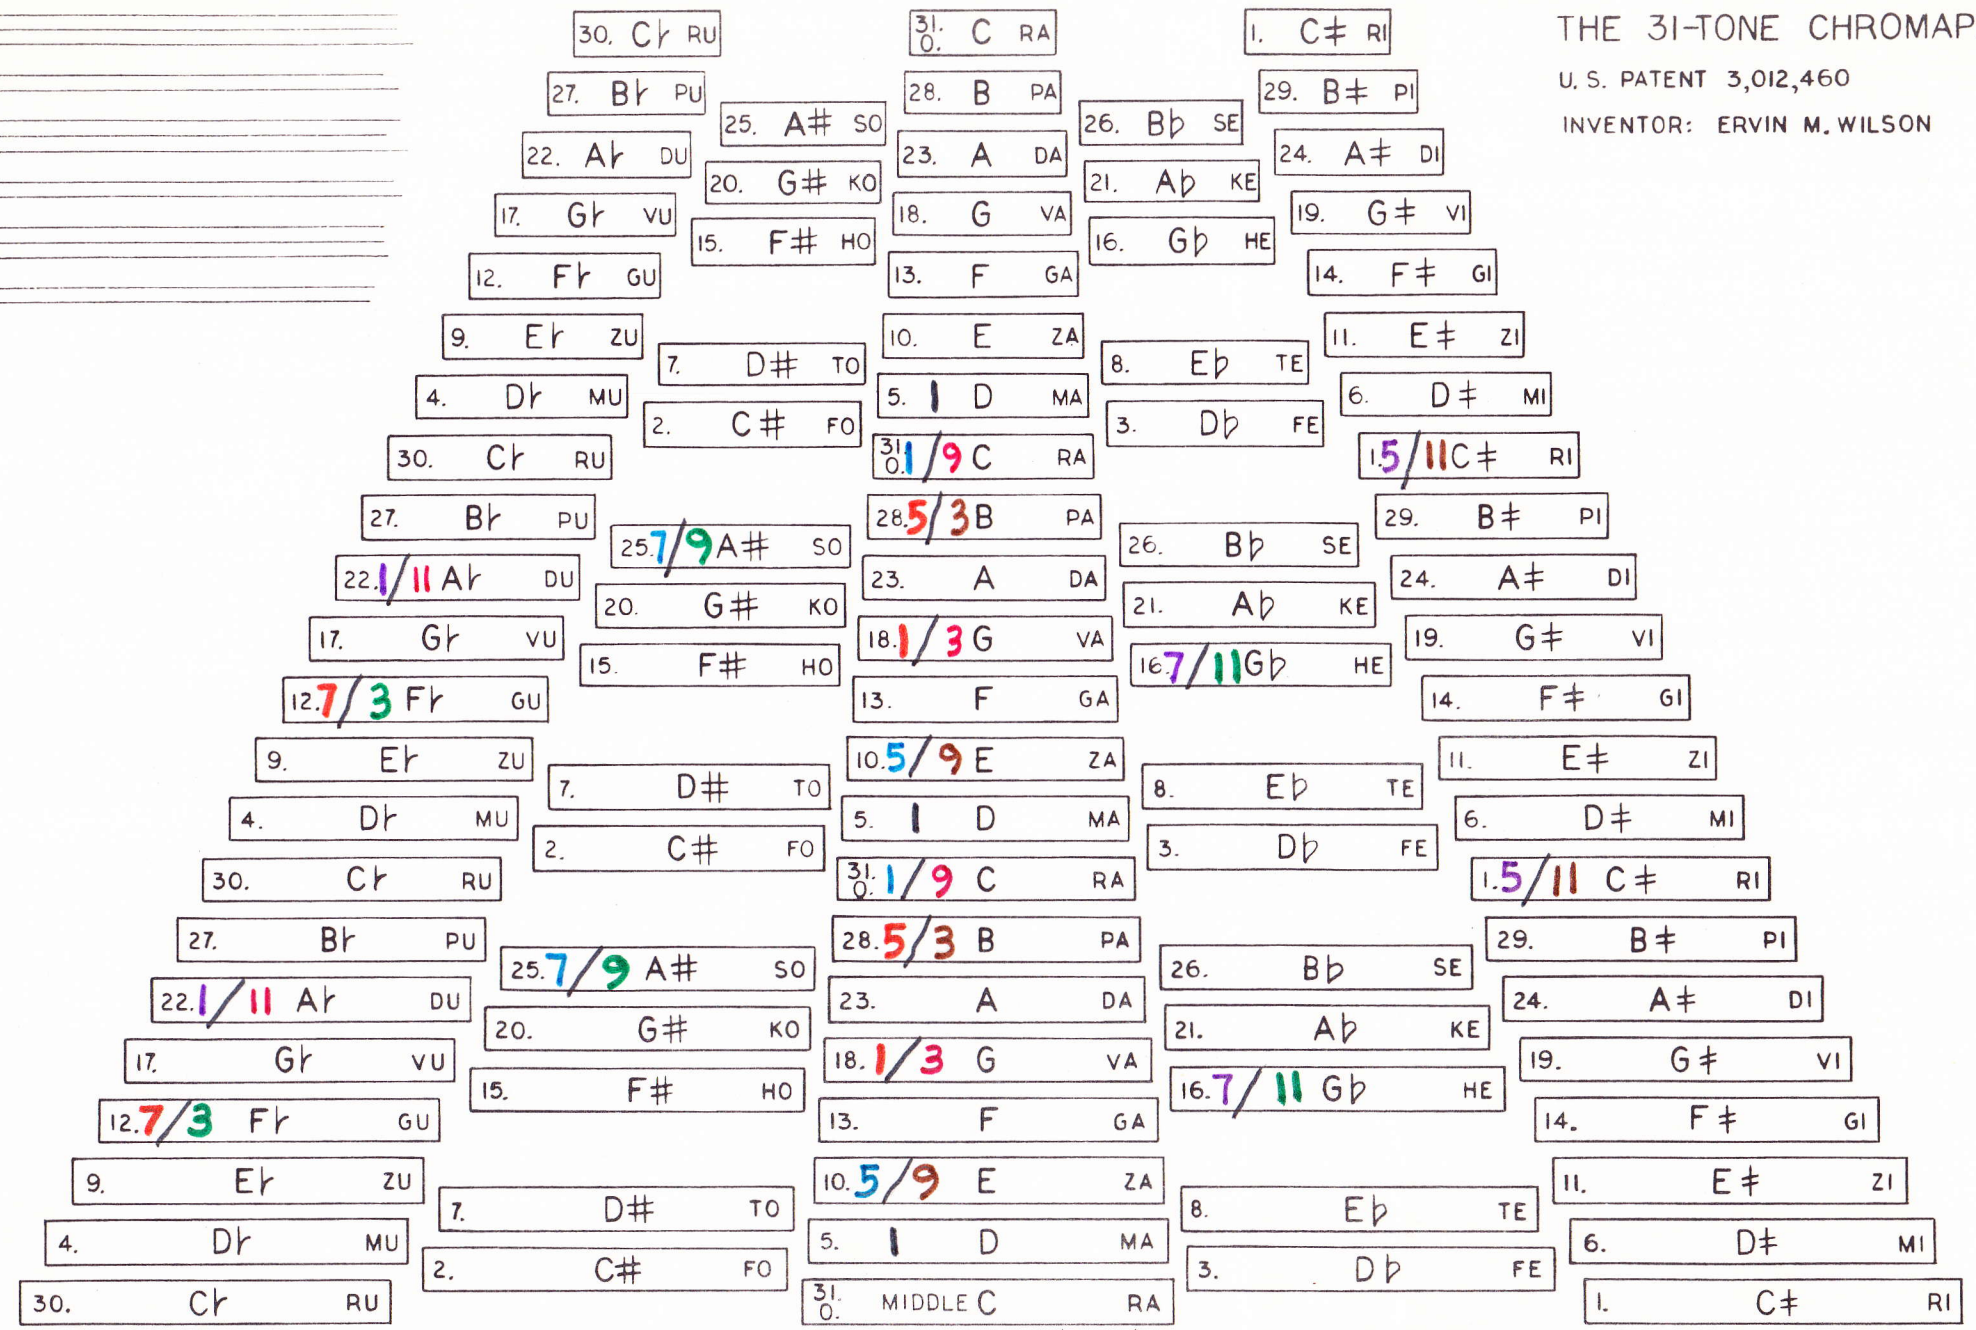 THE 31-TONE CHROMAP
U. S. PATENT 3,012,460
INVENTOR: ERVIN M. WILSON
30. C⊦ RU
31. 0. C RA
1. C‡ RI
27. B⊦ PU
28. B PA
29. B‡ PI
25. A# SO
26. B♭ SE
22. A⊦ DU
23. A DA
24. A‡ DI
20. G# KO
21. A♭ KE
17. G⊦ VU
18. G VA
19. G‡ VI
15. F# HO
16. G♭ HE
12. F⊦ GU
13. F GA
14. F‡ GI
9. E⊦ ZU
10. E ZA
11. E‡ ZI
7. D# TO
8. E♭ TE
4. D⊦ MU
5. 1 D MA
6. D‡ MI
2. C# FO
3. D♭ FE
30. C⊦ RU
31. 0. 1/9 C RA
1. 5/11 C‡ RI
27. B⊦ PU
28. 5/3 B PA
29. B‡ PI
25. 7/9 A# SO
26. B♭ SE
22. 1/11 A⊦ DU
23. A DA
24. A‡ DI
20. G# KO
21. A♭ KE
17. G⊦ VU
18. 1/3 G VA
19. G‡ VI
15. F# HO
16. 7/11 G♭ HE
12. 7/3 F⊦ GU
13. F GA
14. F‡ GI
9. E⊦ ZU
10. 5/9 E ZA
11. E‡ ZI
7. D# TO
8. E♭ TE
4. D⊦ MU
5. 1 D MA
6. D‡ MI
2. C# FO
3. D♭ FE
30. C⊦ RU
31. 0. 1/9 C RA
1. 5/11 C‡ RI
27. B⊦ PU
28. 5/3 B PA
29. B‡ PI
25. 7/9 A# SO
26. B♭ SE
22. 1/11 A⊦ DU
23. A DA
24. A‡ DI
20. G# KO
21. A♭ KE
17. G⊦ VU
18. 1/3 G VA
19. G‡ VI
15. F# HO
16. 7/11 G♭ HE
12. 7/3 F⊦ GU
13. F GA
14. F‡ GI
9. E⊦ ZU
10. 5/9 E ZA
11. E‡ ZI
7. D# TO
8. E♭ TE
4. D⊦ MU
5. 1 D MA
6. D‡ MI
2. C# FO
3. D♭ FE
30. C⊦ RU
31. 0. MIDDLE C RA
1. C‡ RI